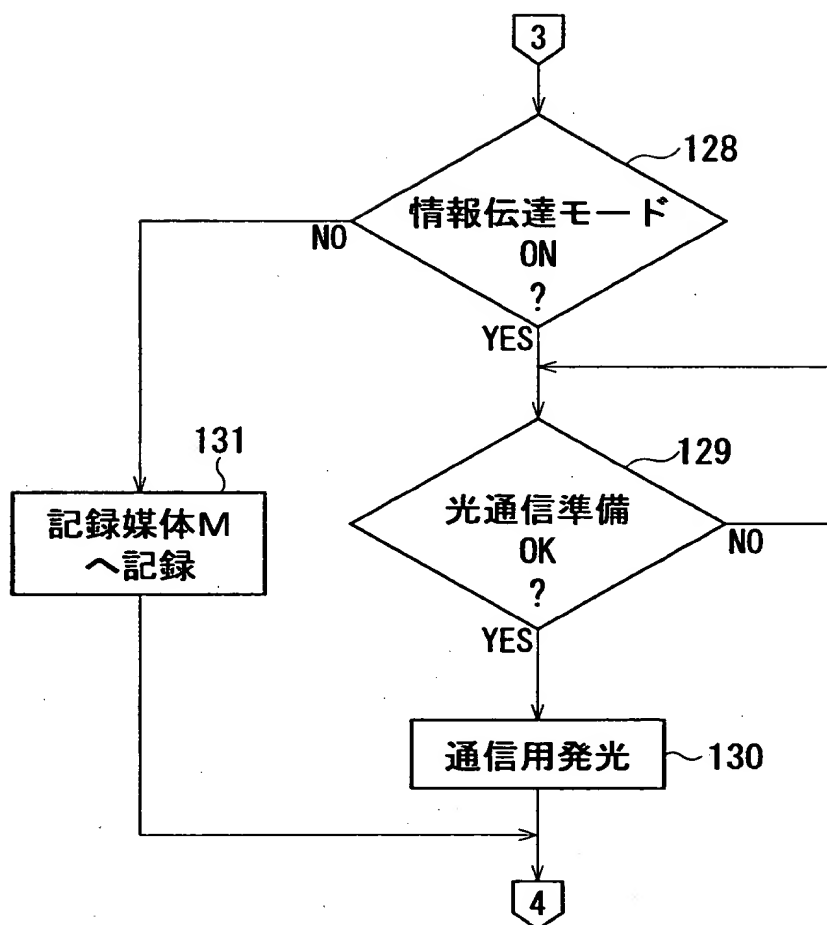 3
128
情報伝達モード
ON
?
NO
YES
131
記録媒体M
へ記録
129
光通信準備
OK
?
NO
YES
通信用発光
130
4